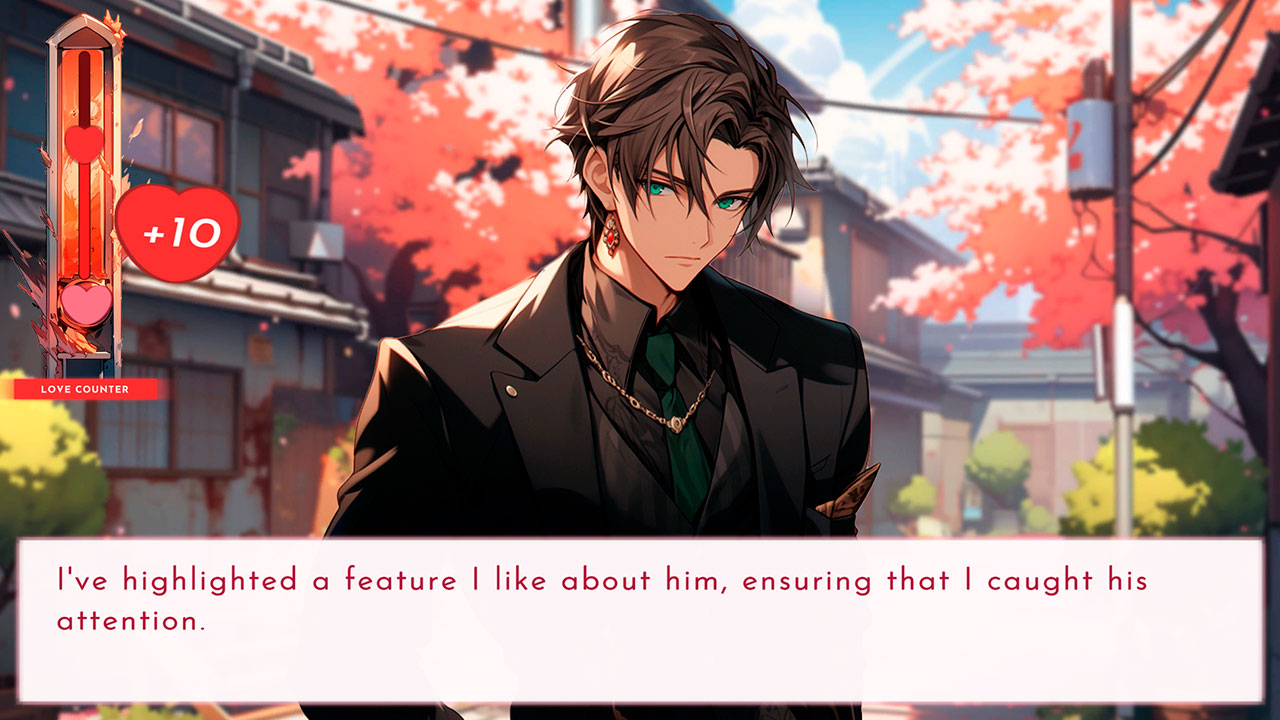 +10
LOVE COUNTER
I've highlighted a feature I like about him, ensuring that I caught his
attention.